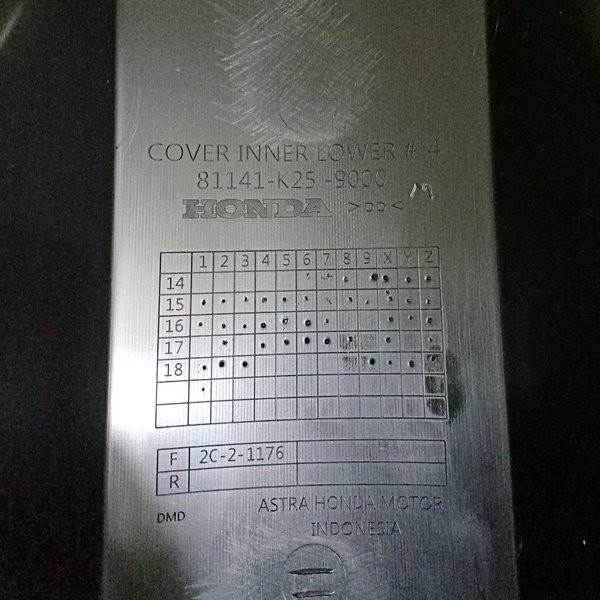 COVER INNER LOWER # 4
81141-K25 -9000
HONDA >PP<
1 2 3 4 5 6 7 8 9 X Y Z
14
15
16
17
18
F 2C-2-1176
R
DMD
ASTRA HONDA MOTOR
INDONESIA